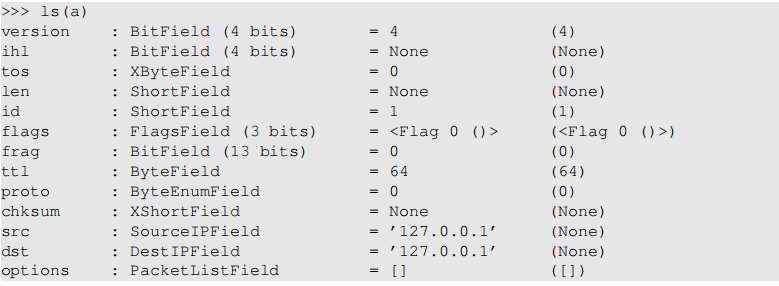 >>> ls(a)
version : BitField (4 bits) = 4 (4)
ihl : BitField (4 bits) = None (None)
tos : XByteField = 0 (0)
len : ShortField = None (None)
id : ShortField = 1 (1)
flags : FlagsField (3 bits) = <Flag 0 ()> (<Flag 0 ()>)
frag : BitField (13 bits) = 0 (0)
ttl : ByteField = 64 (64)
proto : ByteEnumField = 0 (0)
chksum : XShortField = None (None)
src : SourceIPField = ’127.0.0.1’ (None)
dst : DestIPField = ’127.0.0.1’ (None)
options : PacketListField = [] ([])